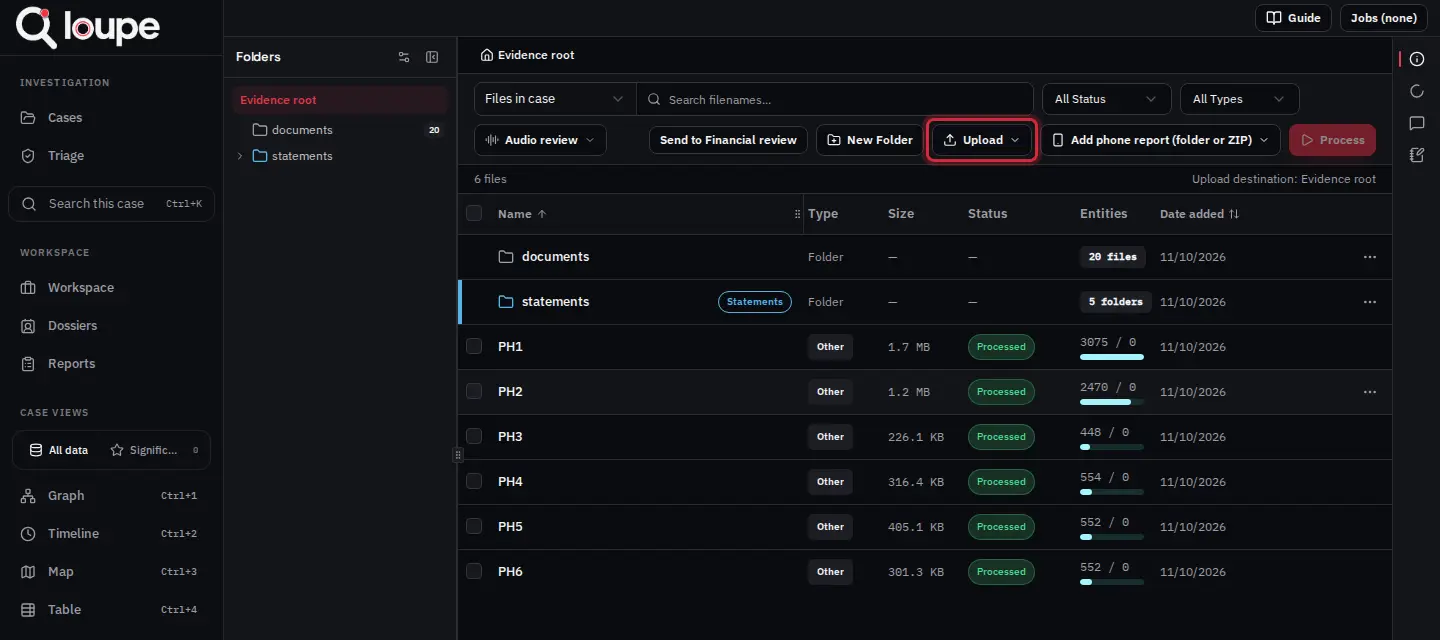 loupe
Guide
Jobs (none)
INVESTIGATION
Cases
Triage
Search this case Ctrl+K
WORKSPACE
Workspace
Dossiers
Reports
CASE VIEWS
All data Signific... 0
Graph Ctrl+1
Timeline Ctrl+2
Map Ctrl+3
Table Ctrl+4
Folders
Evidence root
documents 20
statements
Evidence root
Files in case Search filenames... All Status All Types
Audio review Send to Financial review New Folder Upload Add phone report (folder or ZIP) Process
6 files Upload destination: Evidence root
Name Type Size Status Entities Date added
documents Folder — — 20 files 11/10/2026
statements Statements Folder — — 5 folders 11/10/2026
PH1 Other 1.7 MB Processed 3075 / 0 11/10/2026
PH2 Other 1.2 MB Processed 2470 / 0 11/10/2026
PH3 Other 226.1 KB Processed 448 / 0 11/10/2026
PH4 Other 316.4 KB Processed 554 / 0 11/10/2026
PH5 Other 405.1 KB Processed 552 / 0 11/10/2026
PH6 Other 301.3 KB Processed 552 / 0 11/10/2026